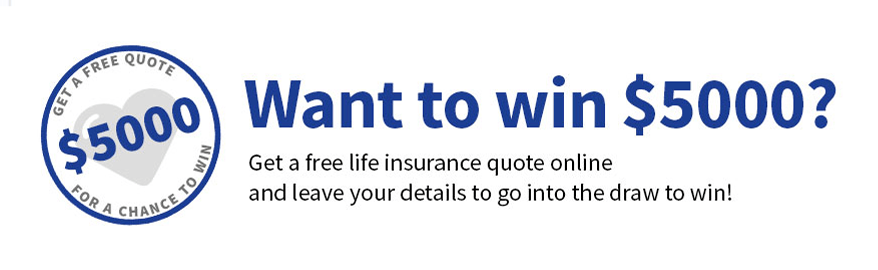 GET A FREE QUOTE
$5000
FOR A CHANCE TO WIN
Want to win $5000?
Get a free life insurance quote online
and leave your details to go into the draw to win!